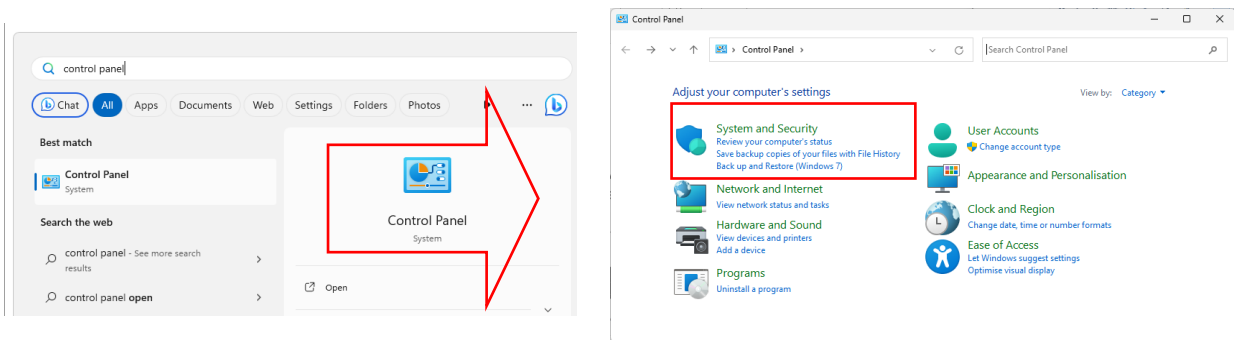 control panel
Chat
All
Apps
Documents
Web
Settings
Folders
Photos
Best match
Control Panel
System
Search the web
control panel - See more search
results
control panel open
Control Panel
System
Open
Control Panel
Control Panel
Search Control Panel
Adjust your computer's settings
View by: Category
System and Security
Review your computer's status
Save backup copies of your files with File History
Back up and Restore (Windows 7)
Network and Internet
View network status and tasks
Hardware and Sound
View devices and printers
Add a device
Programs
Uninstall a program
User Accounts
Change account type
Appearance and Personalisation
Clock and Region
Change date, time or number formats
Ease of Access
Let Windows suggest settings
Optimise visual display